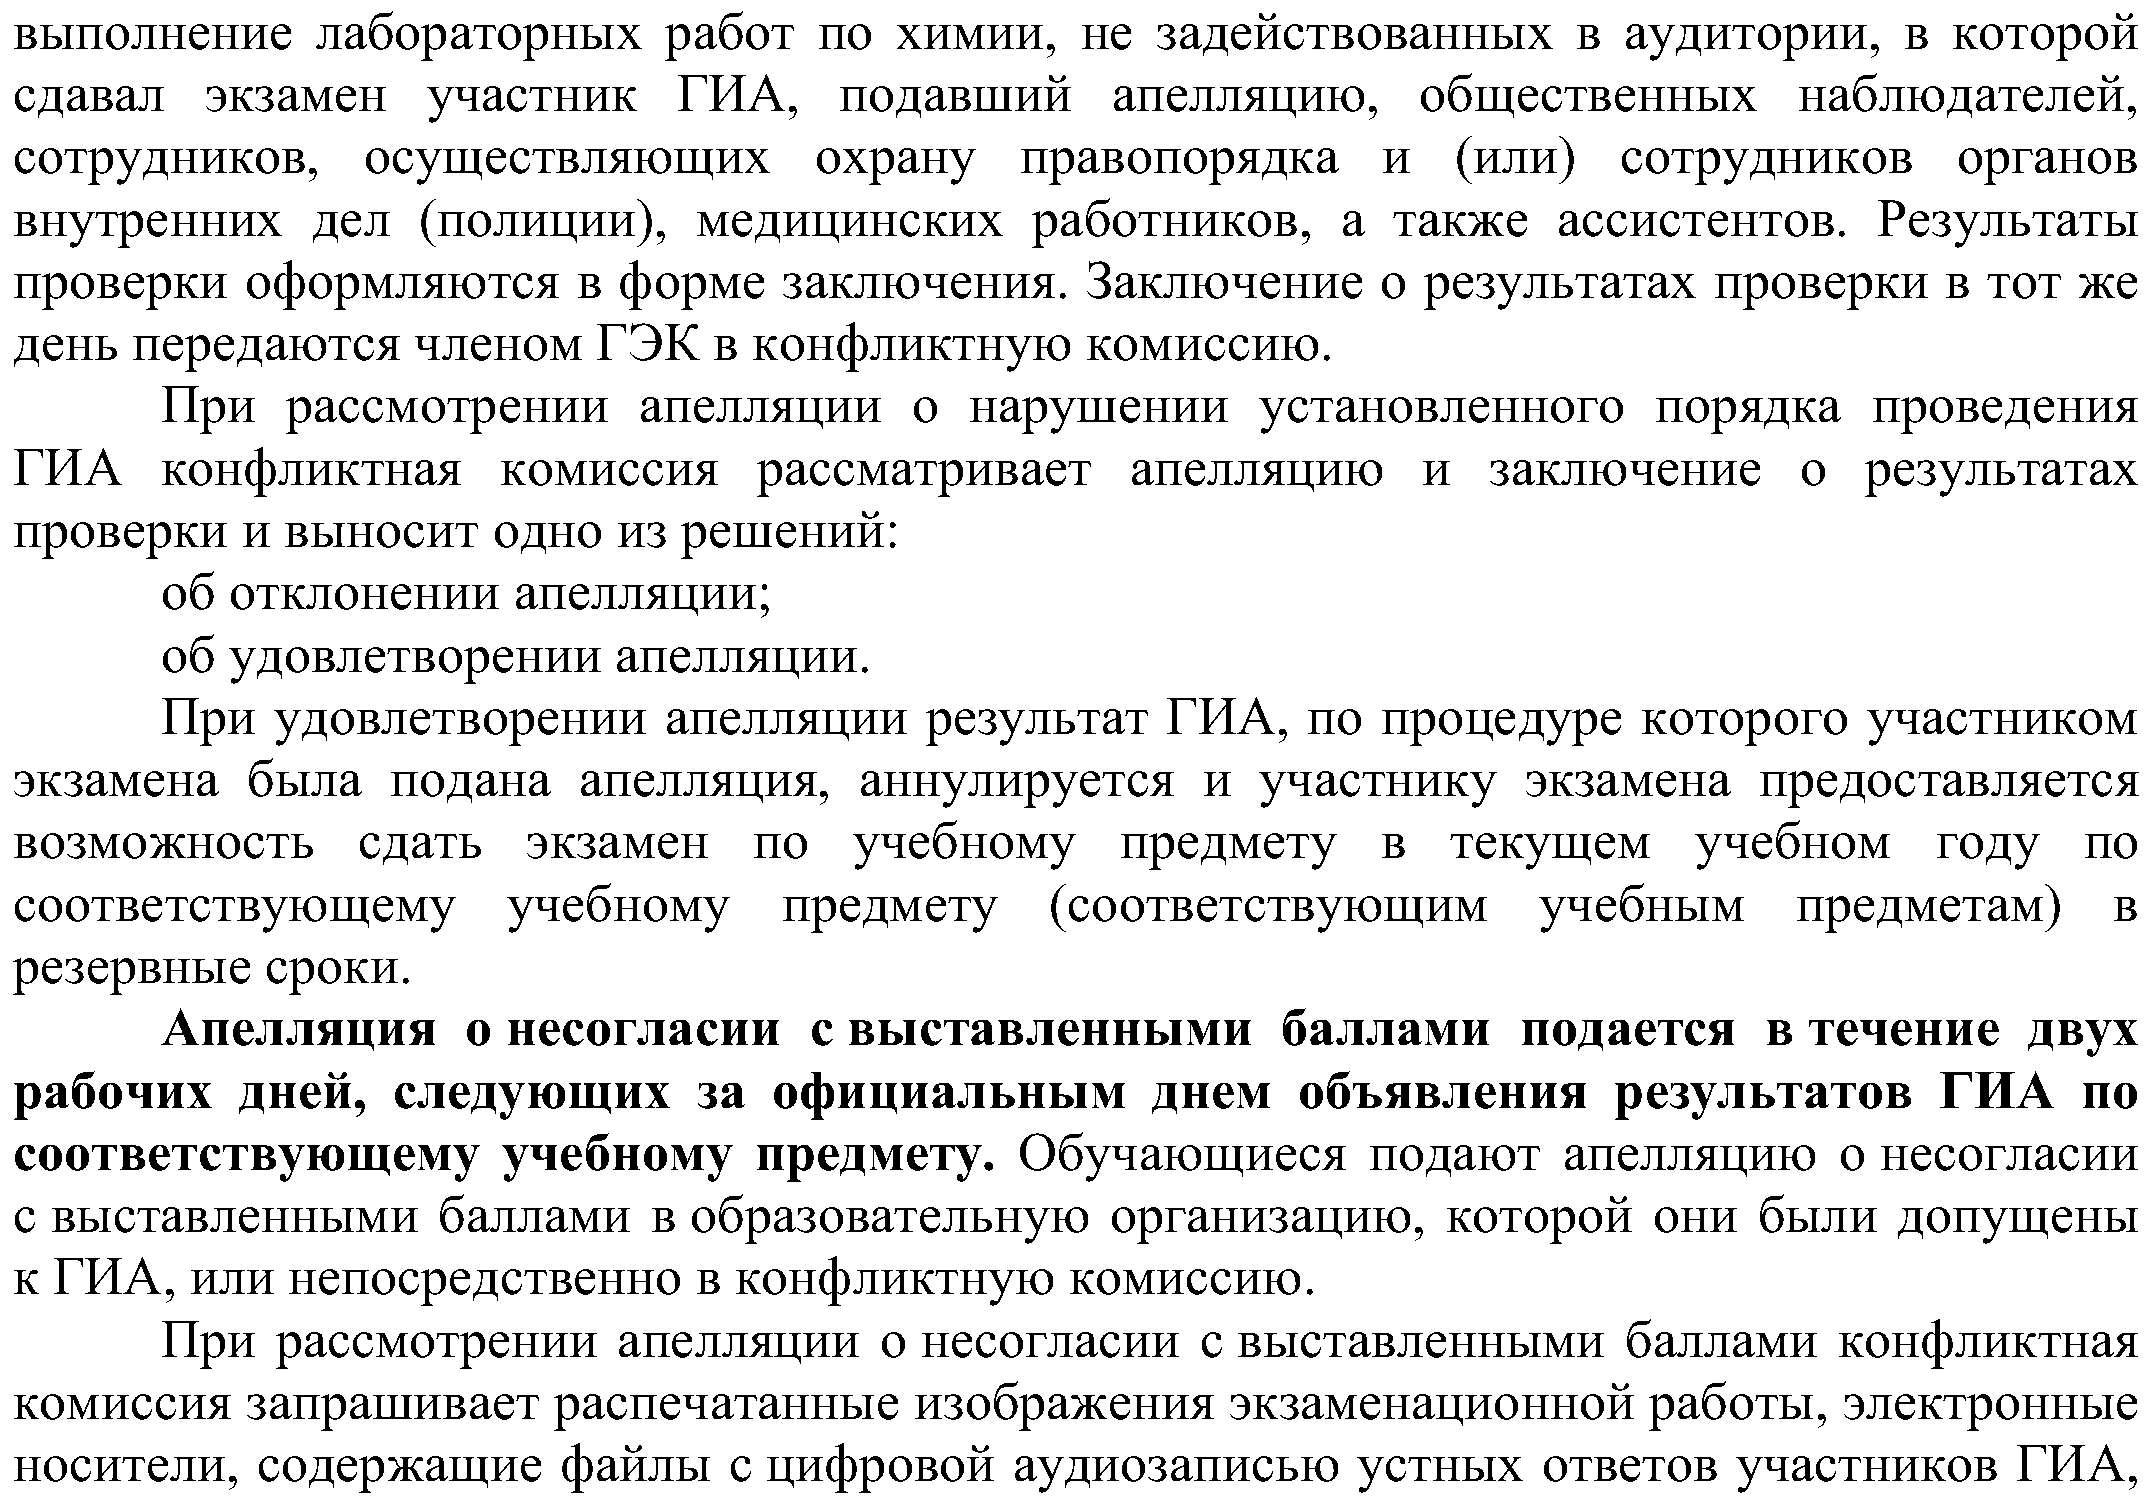 выполнение лабораторных работ по химии, не задействованных в аудитории, в которой
сдавал экзамен участник ГИА, подавший апелляцию, общественных наблюдателей,
сотрудников, осуществляющих охрану правопорядка и (или) сотрудников органов
внутренних дел (полиции), медицинских работников, а также ассистентов. Результаты
проверки оформляются в форме заключения. Заключение о результатах проверки в тот же
день передаются членом ГЭК в конфликтную комиссию.
При рассмотрении апелляции о нарушении установленного порядка проведения
ГИА конфликтная комиссия рассматривает апелляцию и заключение о результатах
проверки и выносит одно из решений:
об отклонении апелляции;
об удовлетворении апелляции.
При удовлетворении апелляции результат ГИА, по процедуре которого участником
экзамена была подана апелляция, аннулируется и участнику экзамена предоставляется
возможность сдать экзамен по учебному предмету в текущем учебном году по
соответствующему учебному предмету (соответствующим учебным предметам) в
резервные сроки.
Апелляция о несогласии с выставленными баллами подается в течение двух
рабочих дней, следующих за официальным днем объявления результатов ГИА по
соответствующему учебному предмету. Обучающиеся подают апелляцию о несогласии
с выставленными баллами в образовательную организацию, которой они были допущены
к ГИА, или непосредственно в конфликтную комиссию.
При рассмотрении апелляции о несогласии с выставленными баллами конфликтная
комиссия запрашивает распечатанные изображения экзаменационной работы, электронные
носители, содержащие файлы с цифровой аудиозаписью устных ответов участников ГИА,